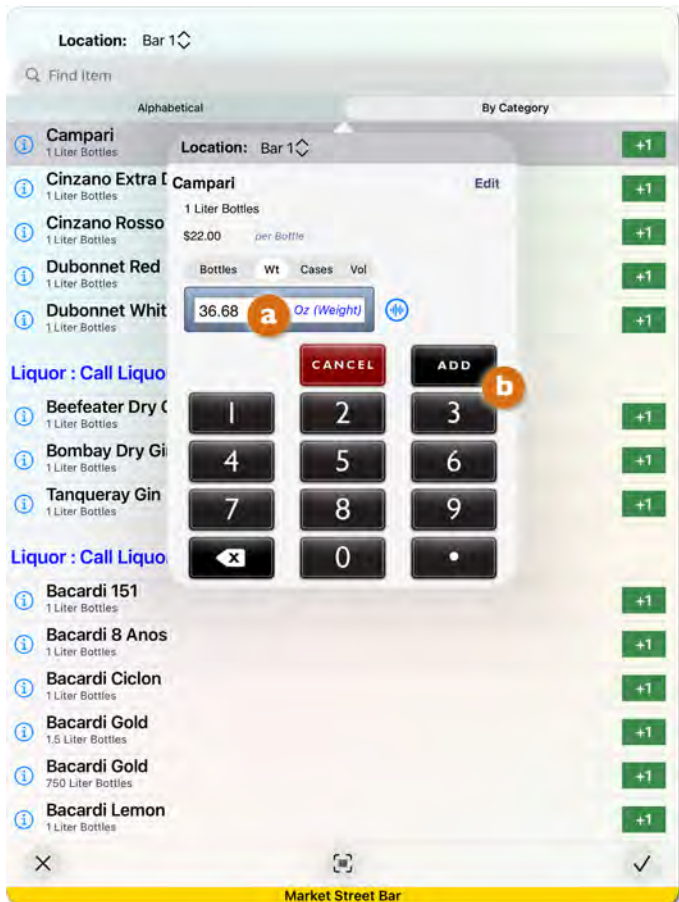 Location: Bar 1
Find Item
Alphabetical By Category
Campari
1 Liter Bottles
+1
Cinzano Extra D
1 Liter Bottles
+1
Cinzano Rosso
1 Liter Bottles
+1
Dubonnet Red
1 Liter Bottles
+1
Dubonnet Whit
1 Liter Bottles
+1
Liquor : Call Liquo
Beefeater Dry G
1 Liter Bottles
+1
Bombay Dry Gi
1 Liter Bottles
+1
Tanqueray Gin
1 Liter Bottles
+1
Liquor : Call Liquo
Bacardi 151
1 Liter Bottles
+1
Bacardi 8 Anos
1 Liter Bottles
+1
Bacardi Ciclon
1 Liter Bottles
+1
Bacardi Gold
1.5 Liter Bottles
+1
Bacardi Gold
750 Liter Bottles
+1
Bacardi Lemon
1 Liter Bottles
+1
Location: Bar 1
Campari Edit
1 Liter Bottles
$22.00 per Bottle
Bottles Wt Cases Vol
36.68 a Oz (Weight)
CANCEL ADD
b
1 2 3
4 5 6
7 8 9
0 .
Market Street Bar